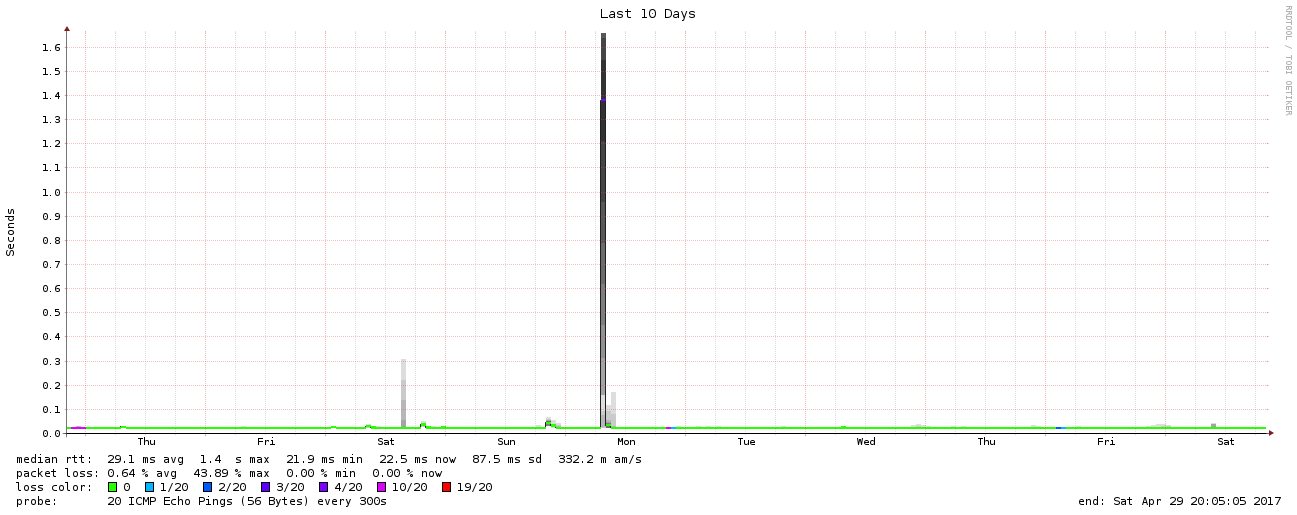 Last 10 Days
RRDTOOL / TOBI OETIKER
Seconds
1.6
1.5
1.4
1.3
1.2
1.1
1.0
0.9
0.8
0.7
0.6
0.5
0.4
0.3
0.2
0.1
0.0
Thu Fri Sat Sun Mon Tue Wed Thu Fri Sat
median rtt: 29.1 ms avg 1.4 s max 21.9 ms min 22.5 ms now 87.5 ms sd 332.2 m am/s
packet loss: 0.64 % avg 43.89 % max 0.00 % min 0.00 % now
loss color: 0 1/20 2/20 3/20 4/20 10/20 19/20
probe: 20 ICMP Echo Pings (56 Bytes) every 300s end: Sat Apr 29 20:05:05 2017